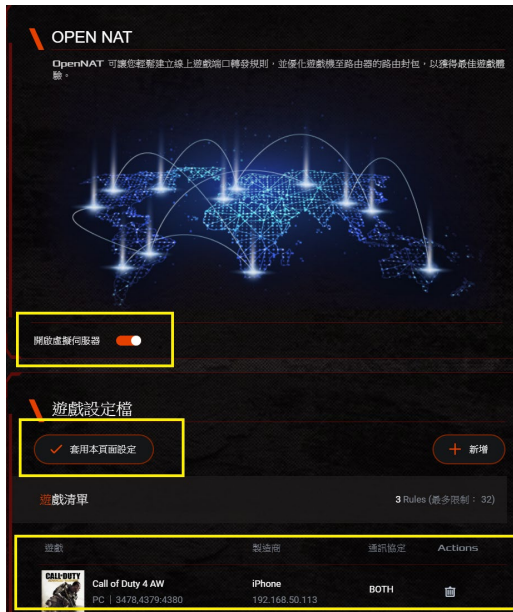 OPEN NAT
OpenNAT 可讓您輕鬆建立線上遊戲端口轉發規則，並優化遊戲機至路由器的路由封包，以獲得最佳遊戲體
驗。
開啟虛擬伺服器
遊戲設定檔
套用本頁面設定
新增
遊戲清單
3 Rules (最多限制： 32)
遊戲 製造商 通訊協定 Actions
CALL·DUTY
Call of Duty 4 AW iPhone BOTH
PC | 3478,4379:4380 192.168.50.113